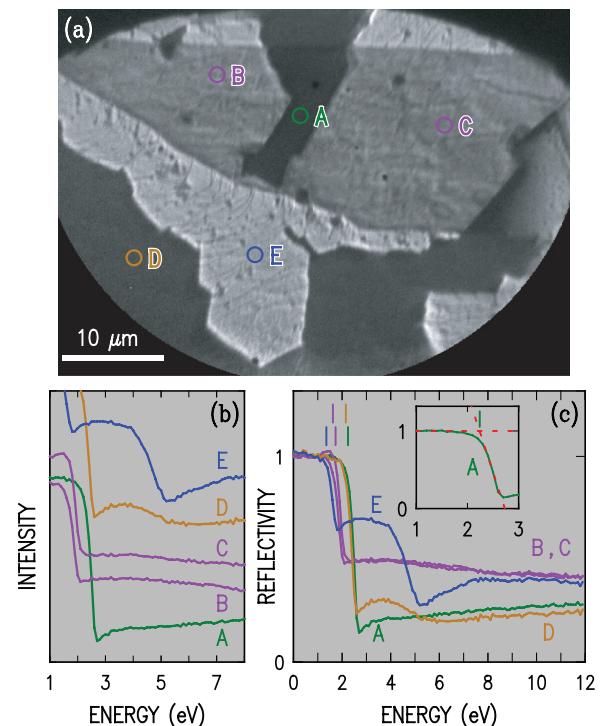 (a)
B
A
C
D
E
10 μm
(b)
E
D
C
B
A
INTENSITY
1 3 5 7
ENERGY (eV)
(c)
1
0
A
1 2 3
E
B,C
A
D
REFLECTIVITY
1
0
0 2 4 6 8 10 12
ENERGY (eV)